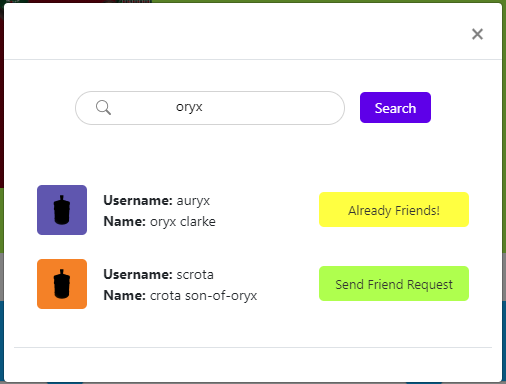 ×
oryx
Search
Username: auryx
Name: oryx clarke
Already Friends!
Username: scrota
Name: crota son-of-oryx
Send Friend Request